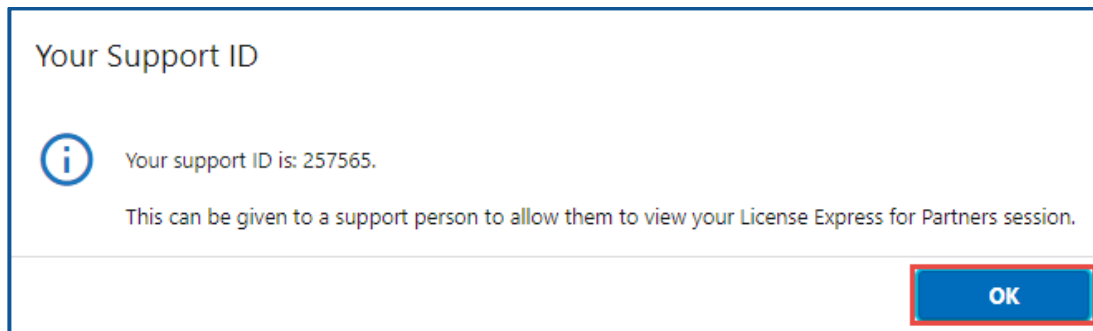 Your Support ID
Your support ID is: 257565.
This can be given to a support person to allow them to view your License Express for Partners session.
OK